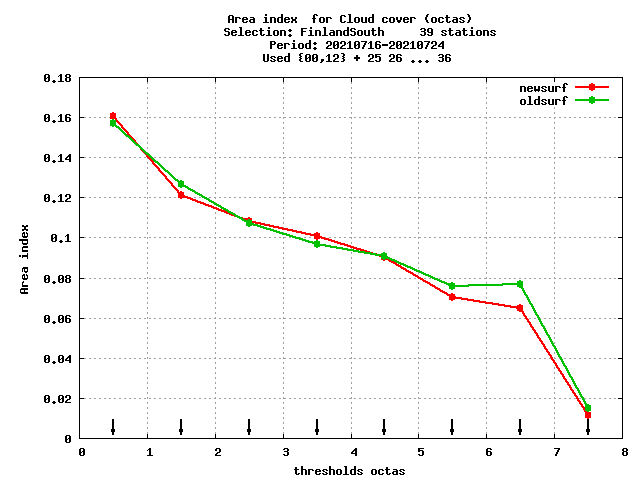 Area index  for Cloud cover (octas)
Selection: FinlandSouth     39 stations
Period: 20210716-20210724
Used {00,12} + 25 26 ... 36
newsurf
oldsurf
0.18
0.16
0.14
0.12
0.1
0.08
0.06
0.04
0.02
0
Area index
0 1 2 3 4 5 6 7 8
thresholds octas